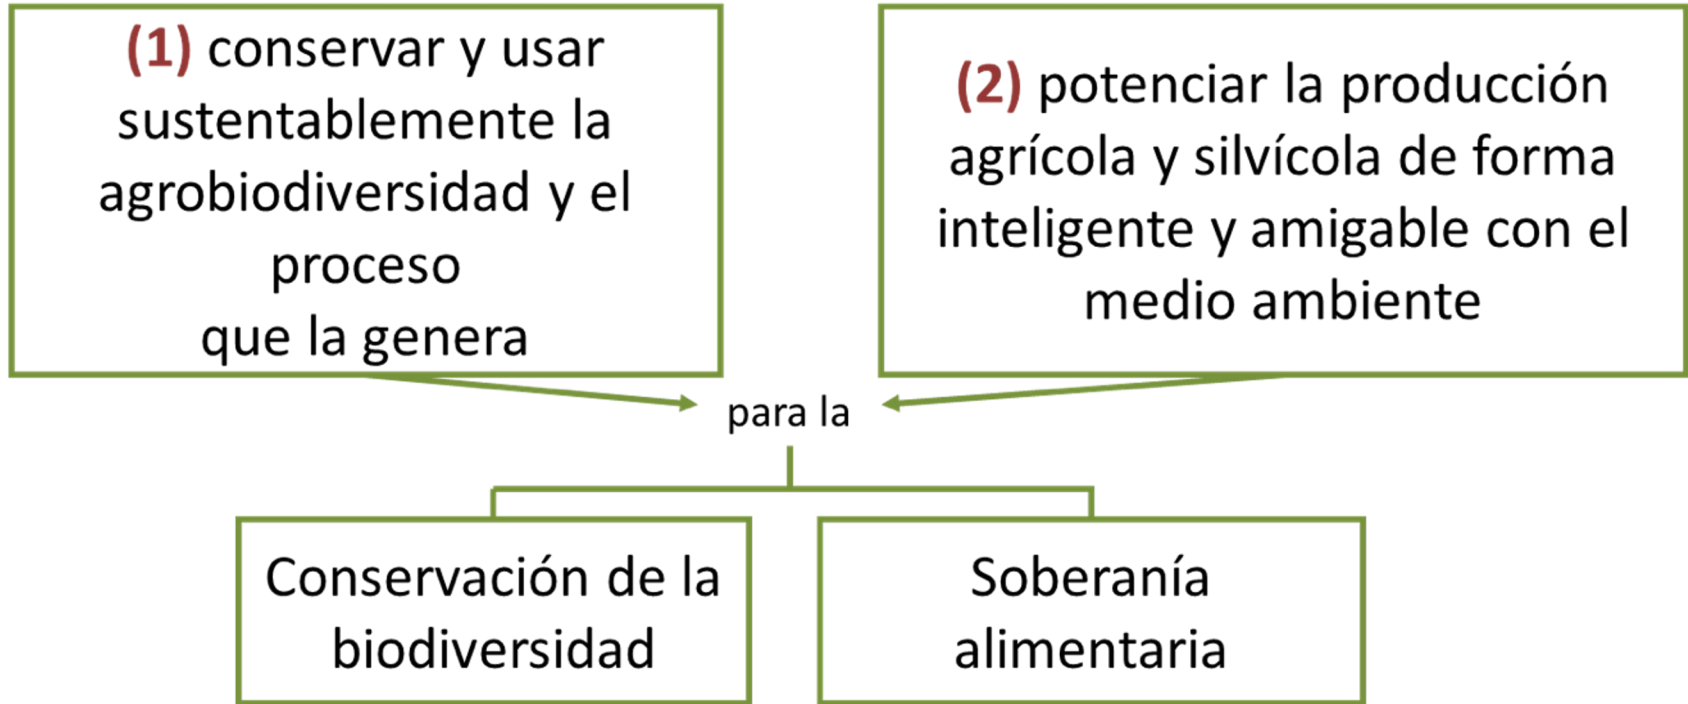 (1) conservar y usar
sustentablemente la
agrobiodiversidad y el
proceso
que la genera
(2) potenciar la producción
agrícola y silvícola de forma
inteligente y amigable con el
medio ambiente
para la
Conservación de la
biodiversidad
Soberanía
alimentaria